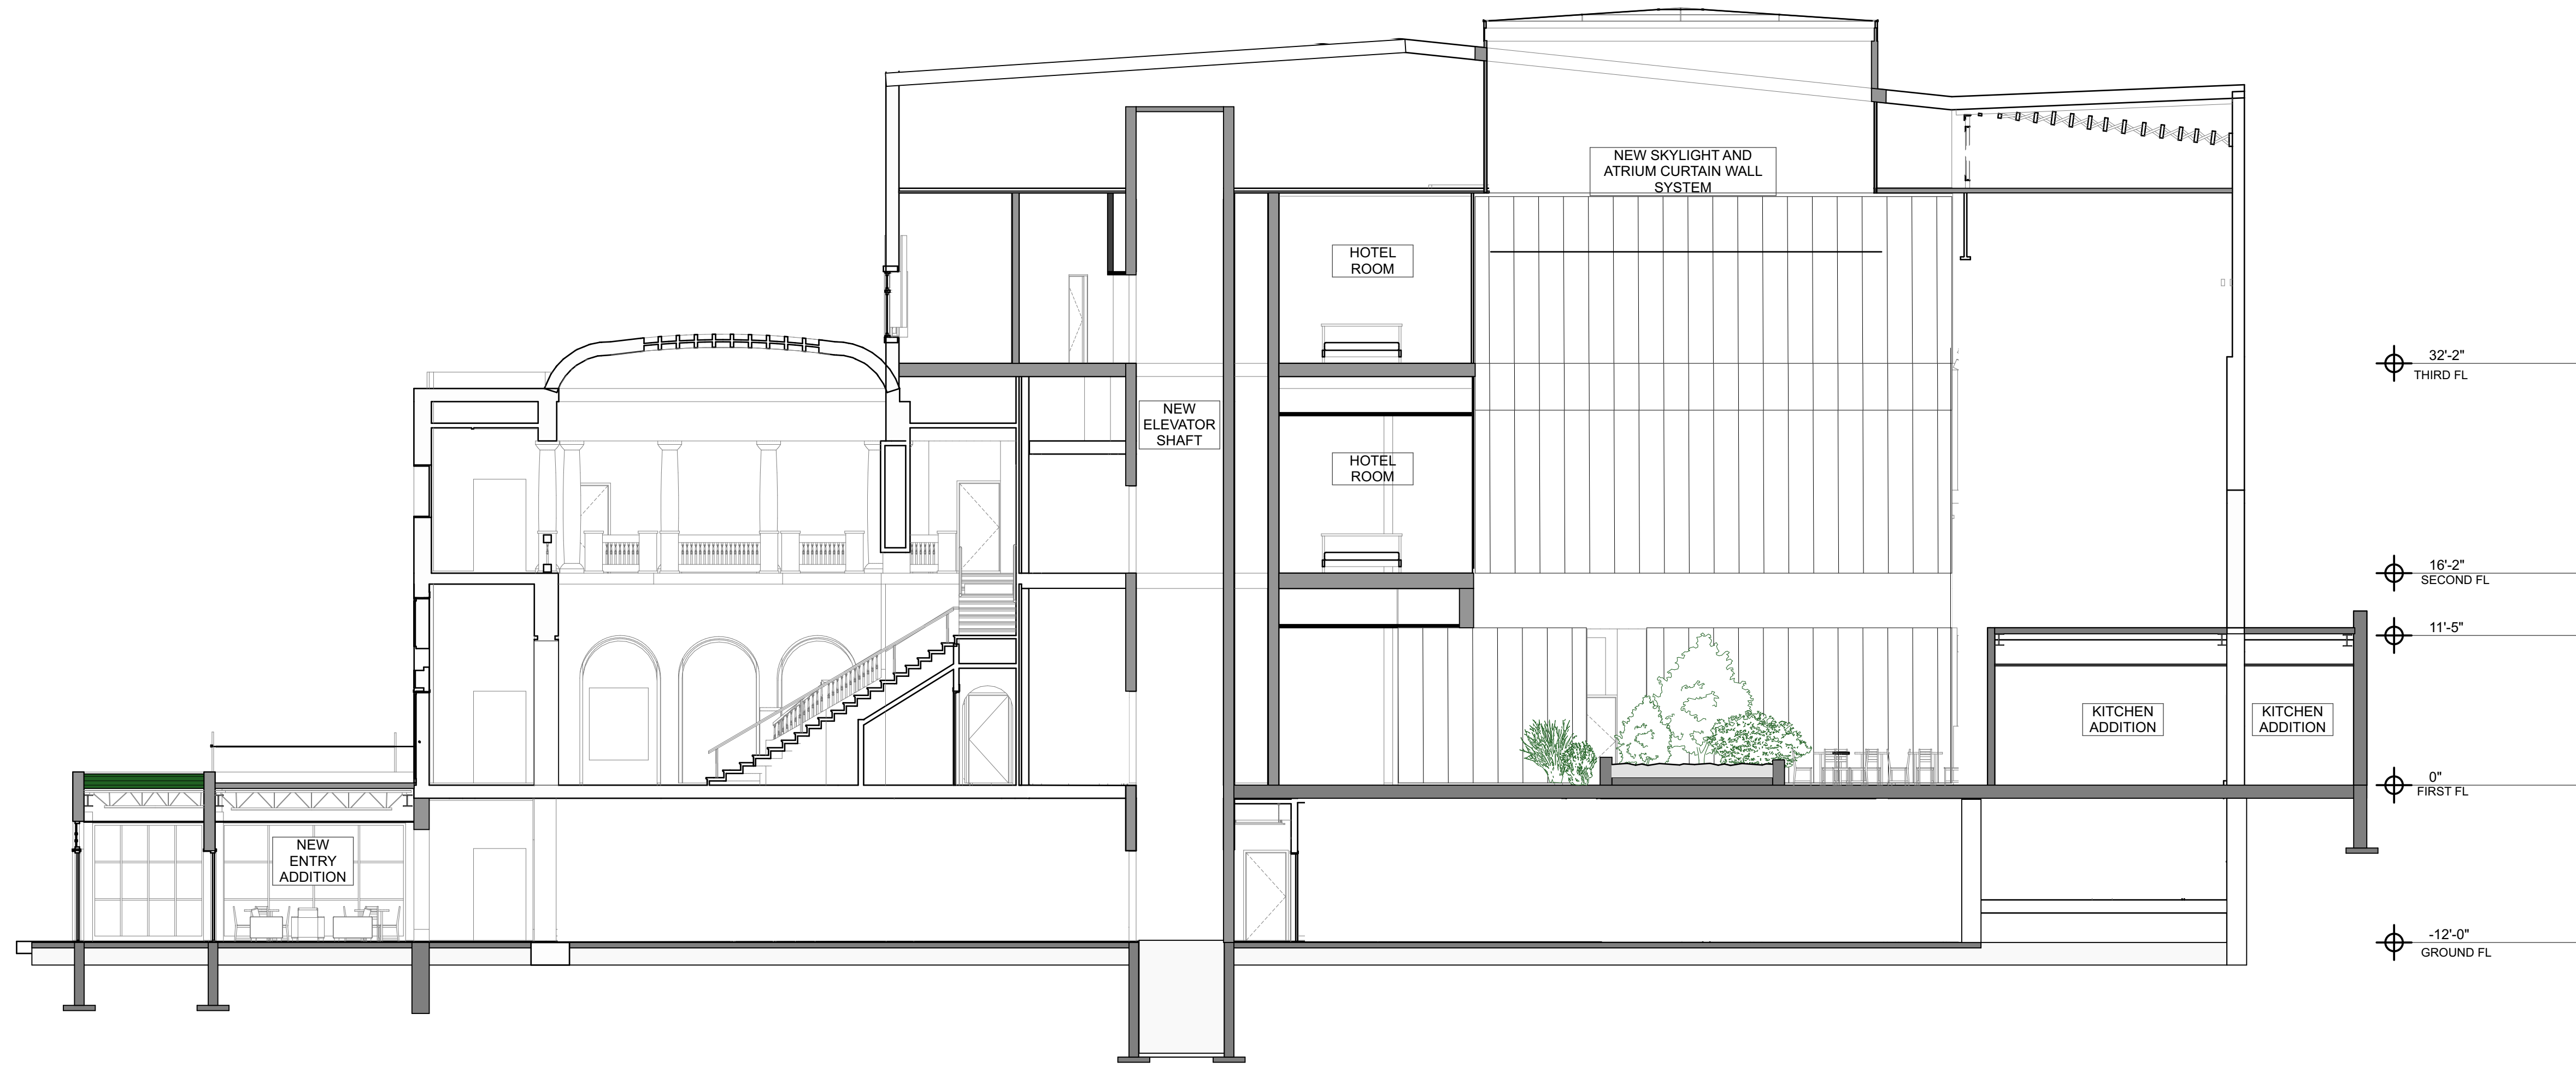 NEW SKYLIGHT AND
ATRIUM CURTAIN WALL
SYSTEM
HOTEL
ROOM
32'-2"
THIRD FL
NEW
ELEVATOR
SHAFT
HOTEL
ROOM
16'-2"
SECOND FL
11'-5"
KITCHEN
ADDITION
KITCHEN
ADDITION
0"
FIRST FL
NEW
ENTRY
ADDITION
-12'-0"
GROUND FL